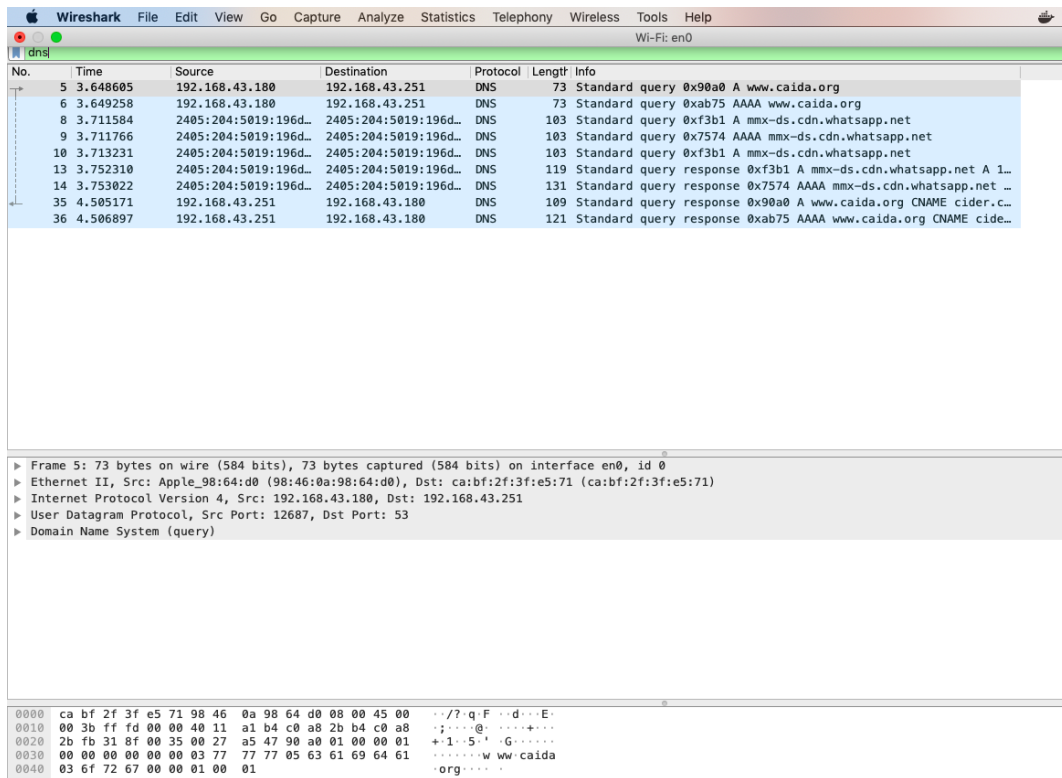 Wireshark File Edit View Go Capture Analyze Statistics Telephony Wireless Tools Help
Wi-Fi: en0
dns
No. Time Source Destination Protocol Length Info
5 3.648605 192.168.43.180 192.168.43.251 DNS 73 Standard query 0x90a0 A www.caida.org
6 3.649258 192.168.43.180 192.168.43.251 DNS 73 Standard query 0xab75 AAAA www.caida.org
8 3.711584 2405:204:5019:196d… 2405:204:5019:196d… DNS 103 Standard query 0xf3b1 A mmx-ds.cdn.whatsapp.net
9 3.711766 2405:204:5019:196d… 2405:204:5019:196d… DNS 103 Standard query 0x7574 AAAA mmx-ds.cdn.whatsapp.net
10 3.713231 2405:204:5019:196d… 2405:204:5019:196d… DNS 103 Standard query 0xf3b1 A mmx-ds.cdn.whatsapp.net
13 3.752310 2405:204:5019:196d… 2405:204:5019:196d… DNS 119 Standard query response 0xf3b1 A mmx-ds.cdn.whatsapp.net A 1…
14 3.753022 2405:204:5019:196d… 2405:204:5019:196d… DNS 131 Standard query response 0x7574 AAAA mmx-ds.cdn.whatsapp.net …
35 4.505171 192.168.43.251 192.168.43.180 DNS 109 Standard query response 0x90a0 A www.caida.org CNAME cider.c…
36 4.506897 192.168.43.251 192.168.43.180 DNS 121 Standard query response 0xab75 AAAA www.caida.org CNAME cide…
Frame 5: 73 bytes on wire (584 bits), 73 bytes captured (584 bits) on interface en0, id 0
Ethernet II, Src: Apple_98:64:d0 (98:46:0a:98:64:d0), Dst: ca:bf:2f:3f:e5:71 (ca:bf:2f:3f:e5:71)
Internet Protocol Version 4, Src: 192.168.43.180, Dst: 192.168.43.251
User Datagram Protocol, Src Port: 12687, Dst Port: 53
Domain Name System (query)
0000 ca bf 2f 3f e5 71 98 46 0a 98 64 d0 08 00 45 00 ··/?·q·F ··d···E·
0010 00 3b ff fd 00 00 40 11 a1 b4 c0 a8 2b b4 c0 a8 ·;····@· ····+···
0020 2b fb 31 8f 00 35 00 27 a5 47 90 a0 01 00 00 01 +·1··5·' ·G······
0030 00 00 00 00 00 00 03 77 77 77 05 63 61 69 64 61 ·······w ww·caida
0040 03 6f 72 67 00 00 01 00 01 ·org···· ·